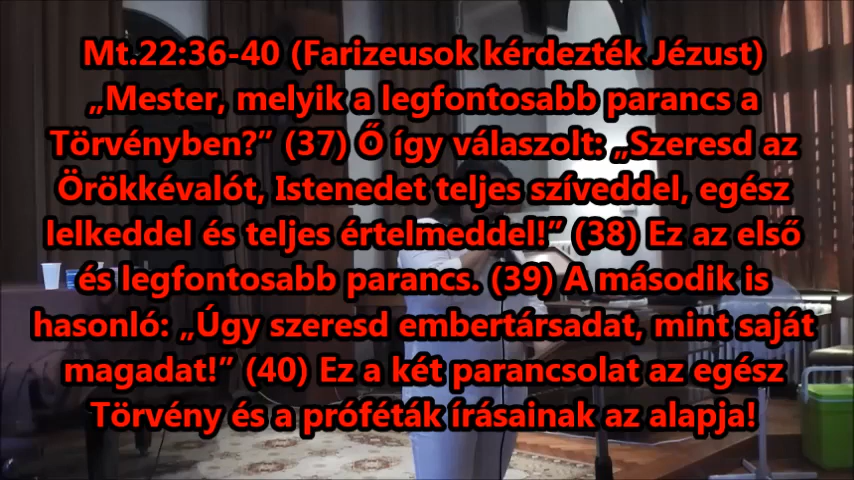 Mt.22:36-40 (Farizeusok kérdezték Jézust)
„Mester, melyik a legfontosabb parancs a
Törvényben?” (37) Ő így válaszolt: „Szeresd az
Örökkévalót, Istenedet teljes szíveddel, egész
lelkeddel és teljes értelmeddel!” (38) Ez az első
és legfontosabb parancs. (39) A második is
hasonló: „Úgy szeresd embertársadat, mint saját
magadat!” (40) Ez a két parancsolat az egész
Törvény és a próféták írásainak az alapja!